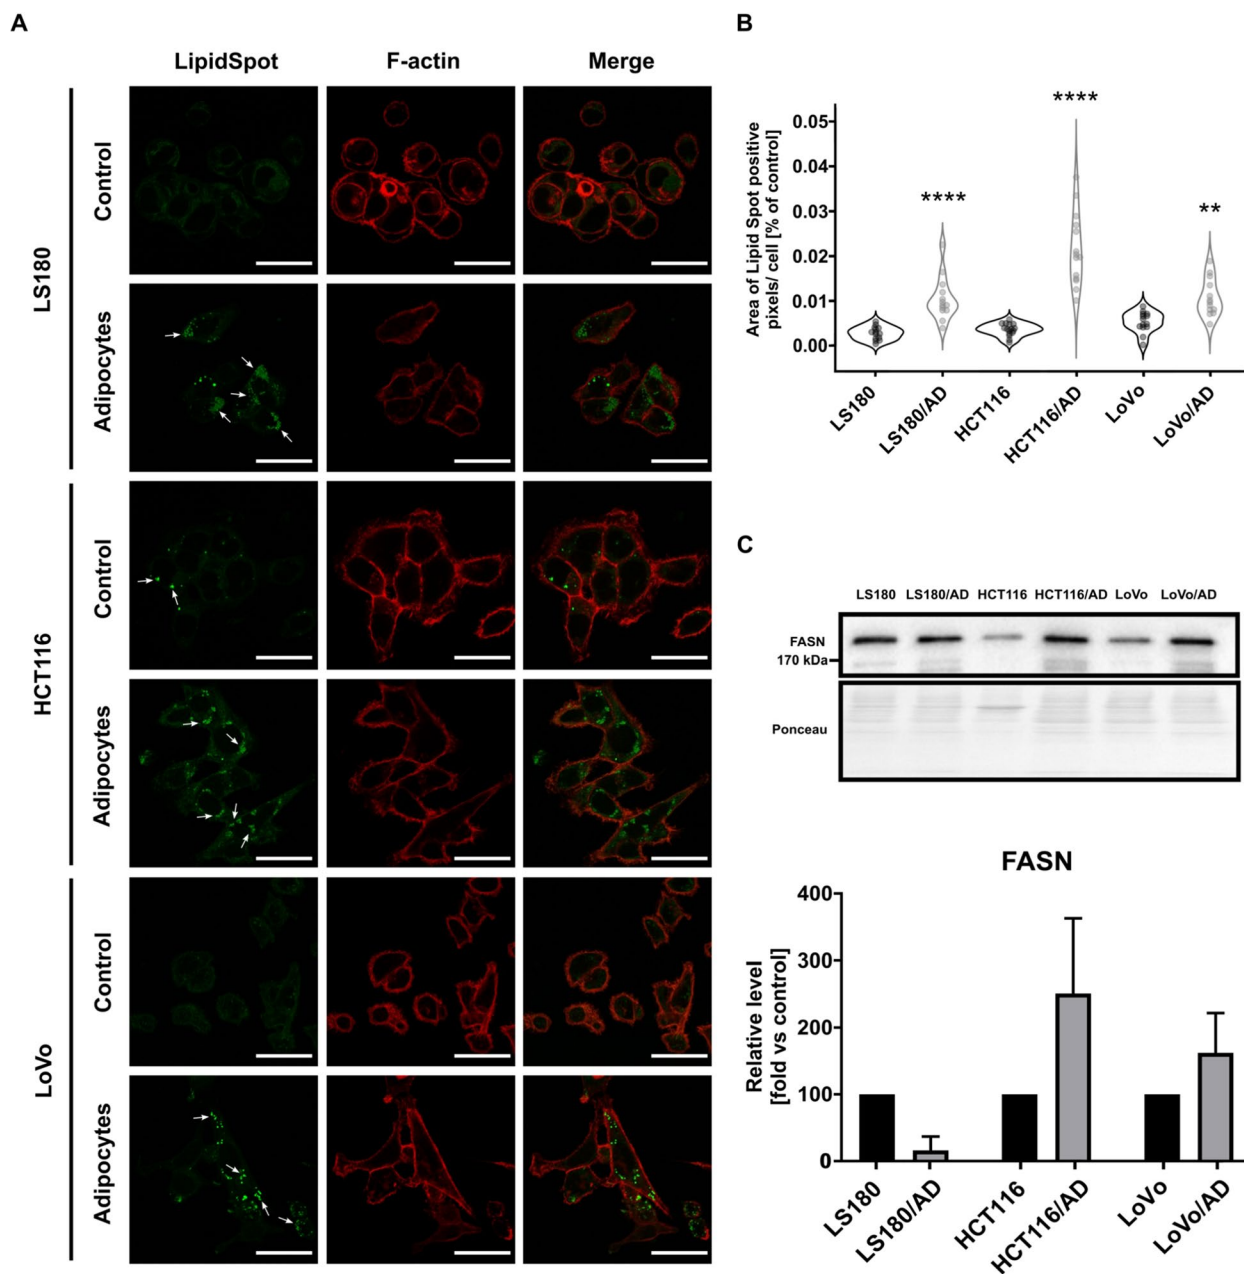 A
LipidSpot F-actin Merge
LS180
Control
Adipocytes
HCT116
Control
Adipocytes
LoVo
Control
Adipocytes
B
****
****
**
Area of Lipid Spot positive
pixels/ cell [% of control]
0.05
0.04
0.03
0.02
0.01
0.00
LS180 LS180/AD HCT116 HCT116/AD LoVo LoVo/AD
C
LS180 LS180/AD HCT116 HCT116/AD LoVo LoVo/AD
FASN
170 kDa
Ponceau
FASN
Relative level
[fold vs control]
400
300
200
100
0
LS180 LS180/AD HCT116 HCT116/AD LoVo LoVo/AD